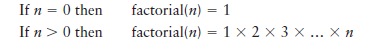 If n = 0 then factorial(n) = 1
If n > 0 then factorial(n) = 1 × 2 × 3 × ... × n